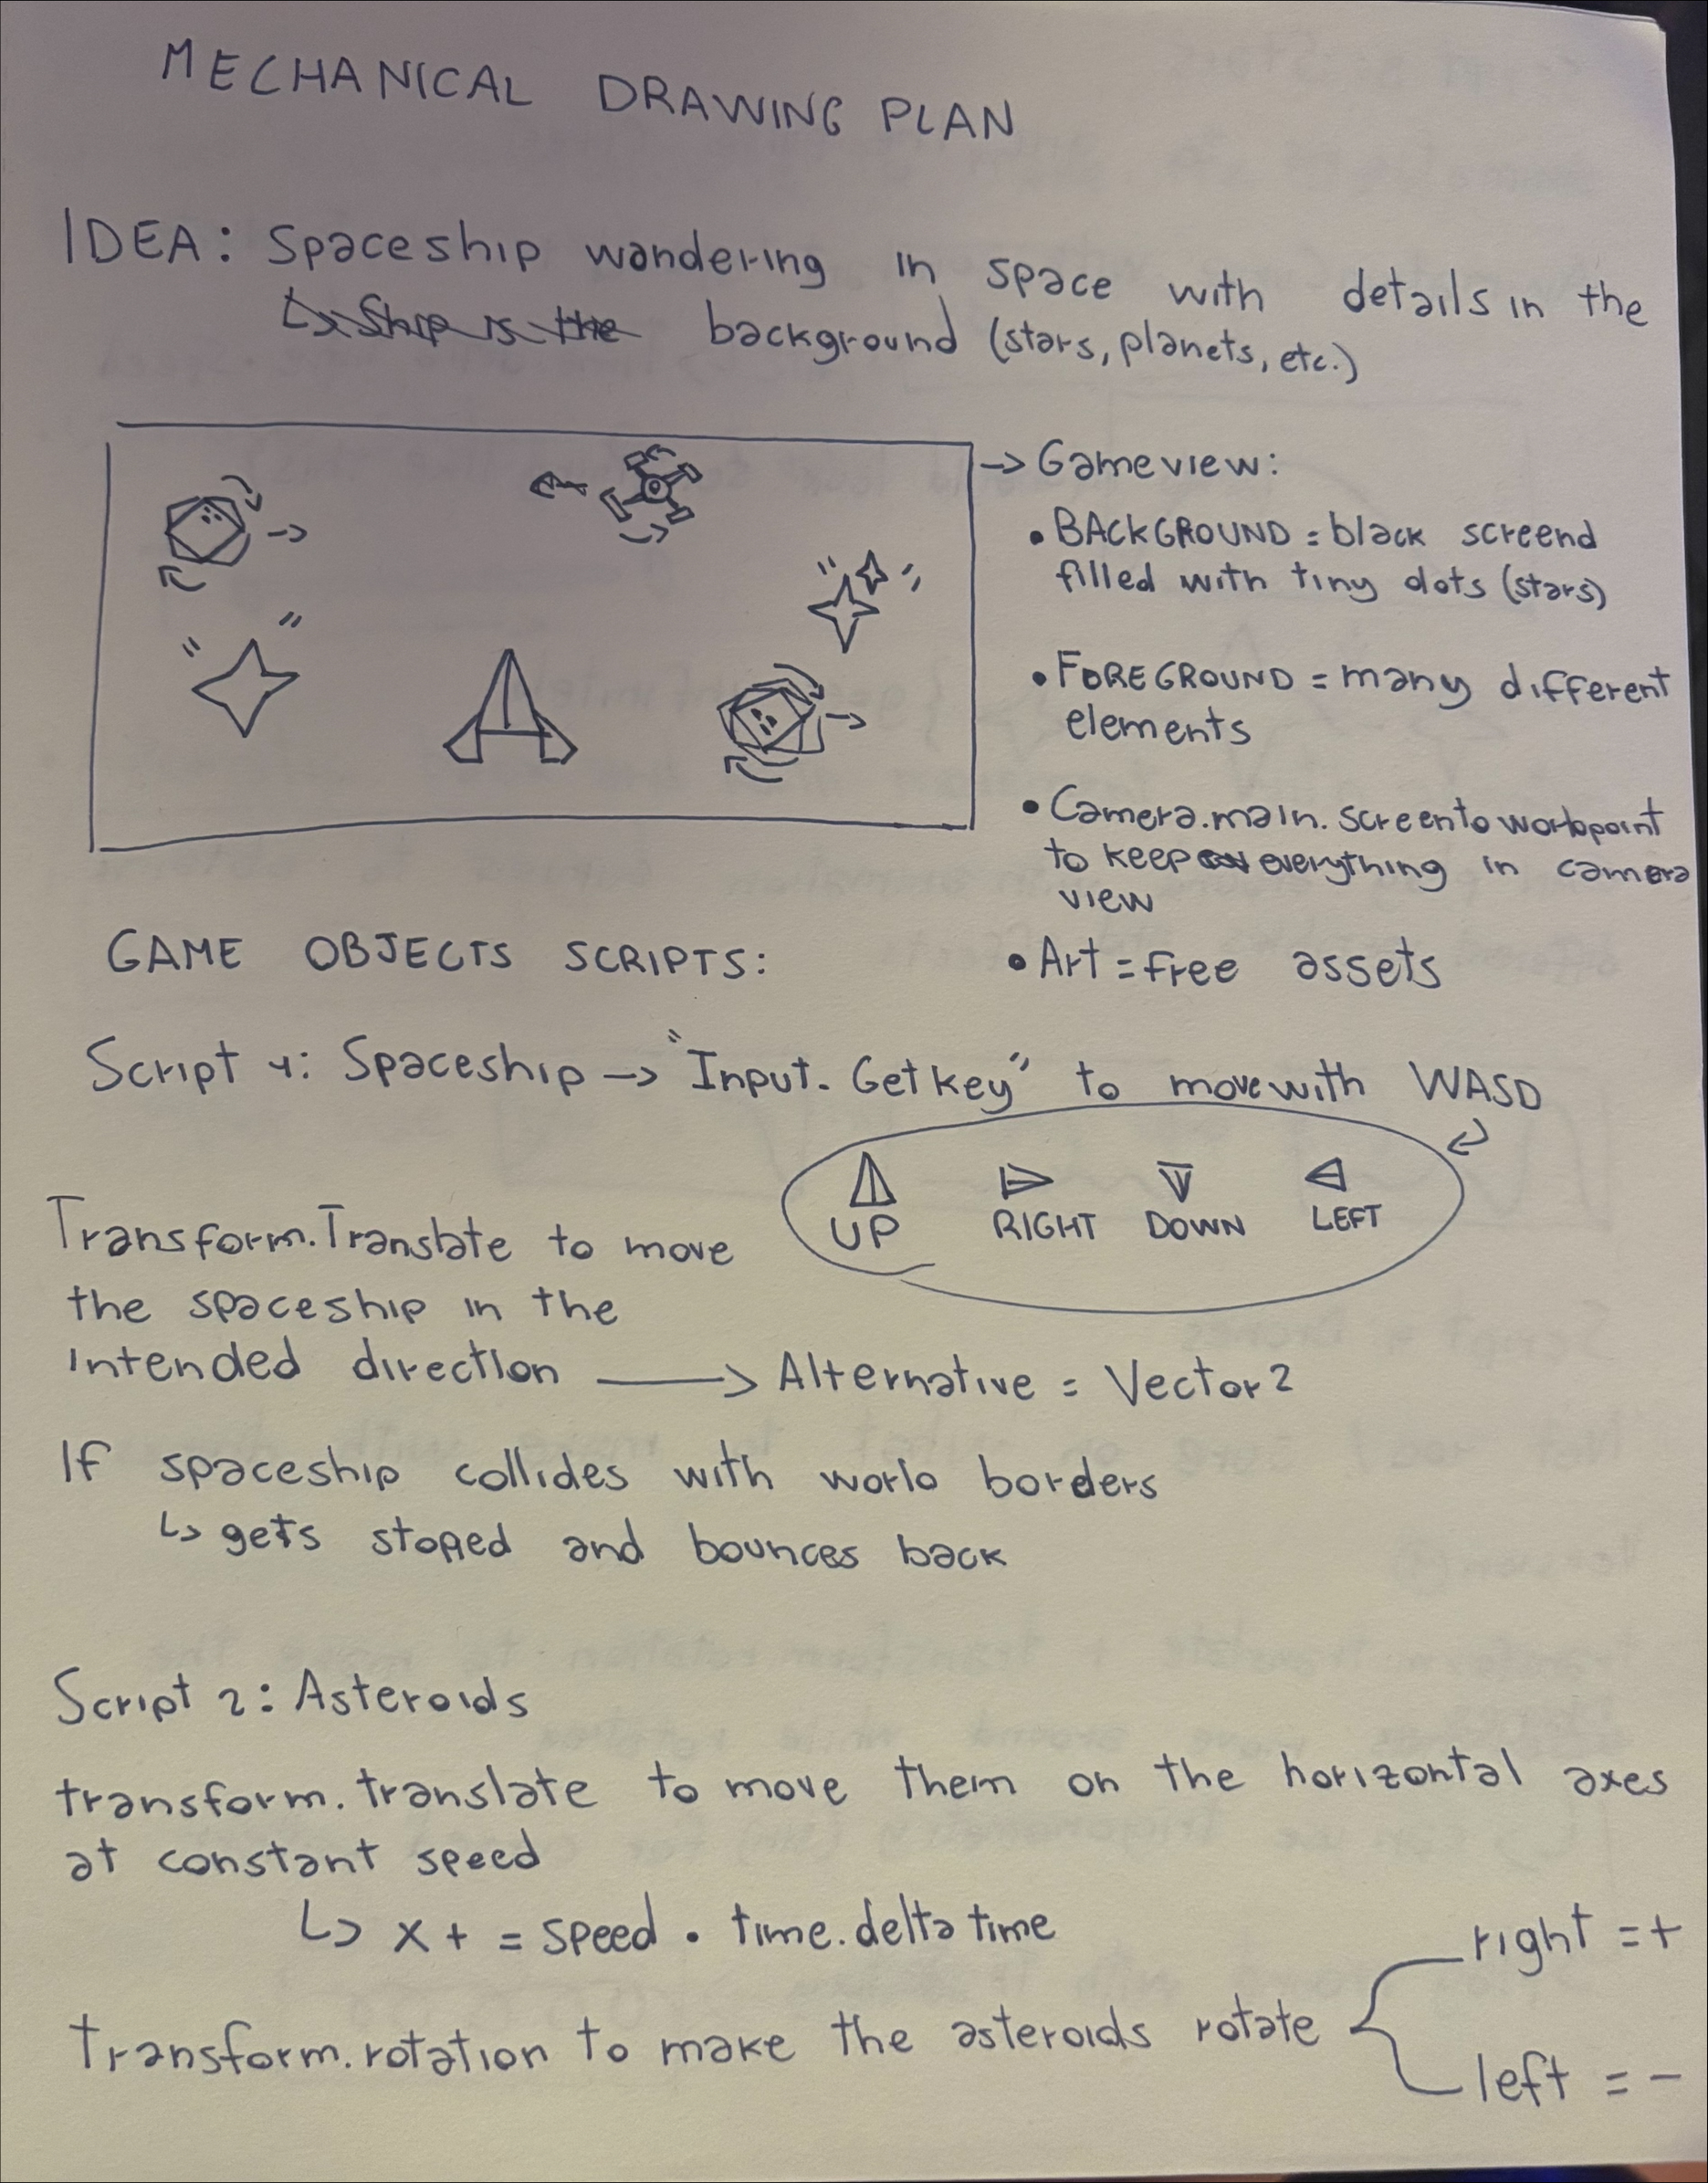 MECHANICAL DRAWING PLAN
IDEA: Spaceship wandering in space with details in the
↳ Ship is the background (stars, planets, etc.)
→ Gameview:
• BACKGROUND = black screend
filled with tiny dots (stars)
• FOREGROUND = many different
elements
• Camera.main.screentoworldpoint
to keep everything in camera
view
• Art = free assets
GAME OBJECTS SCRIPTS:
Script 1: Spaceship → "Input.Getkey" to move with WASD
UP RIGHT DOWN LEFT
Transform.Translate to move
the spaceship in the
intended direction → Alternative = Vector2
If spaceship collides with world borders
↳ gets stoped and bounces back
Script 2: Asteroids
transform.translate to move them on the horizontal axes
at constant speed
↳ x += speed • time.delta time
right = +
Transform.rotation to make the asteroids rotate
left = -